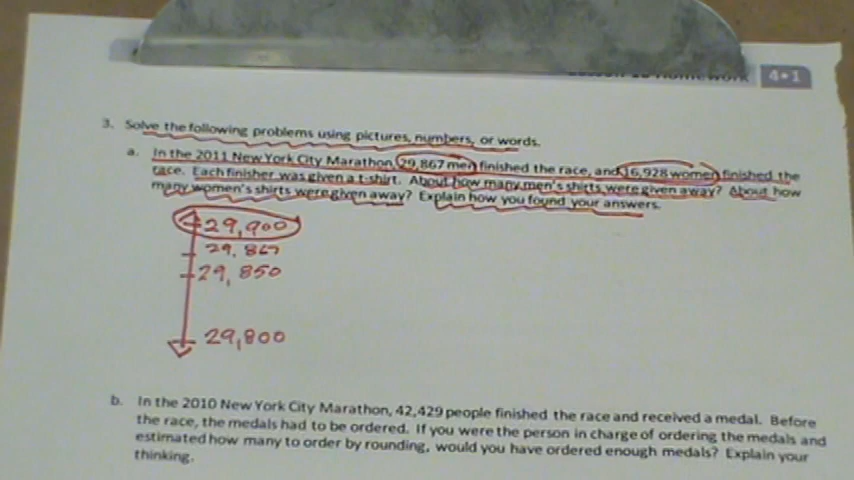 4•1
3. Solve the following problems using pictures, numbers, or words.
a. In the 2011 New York City Marathon, 29,867 men finished the race, and 16,928 women finished the
race. Each finisher was given a t-shirt. About how many men's shirts were given away? About how
many women's shirts were given away? Explain how you found your answers.
29,900
29,867
29,850
29,800
b. In the 2010 New York City Marathon, 42,429 people finished the race and received a medal. Before
the race, the medals had to be ordered. If you were the person in charge of ordering the medals and
estimated how many to order by rounding, would you have ordered enough medals? Explain your
thinking.